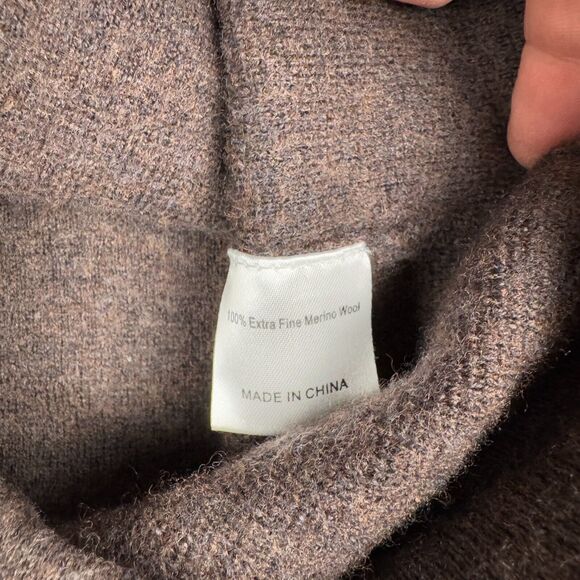 100% Extra Fine Merino Wool
MADE IN CHINA